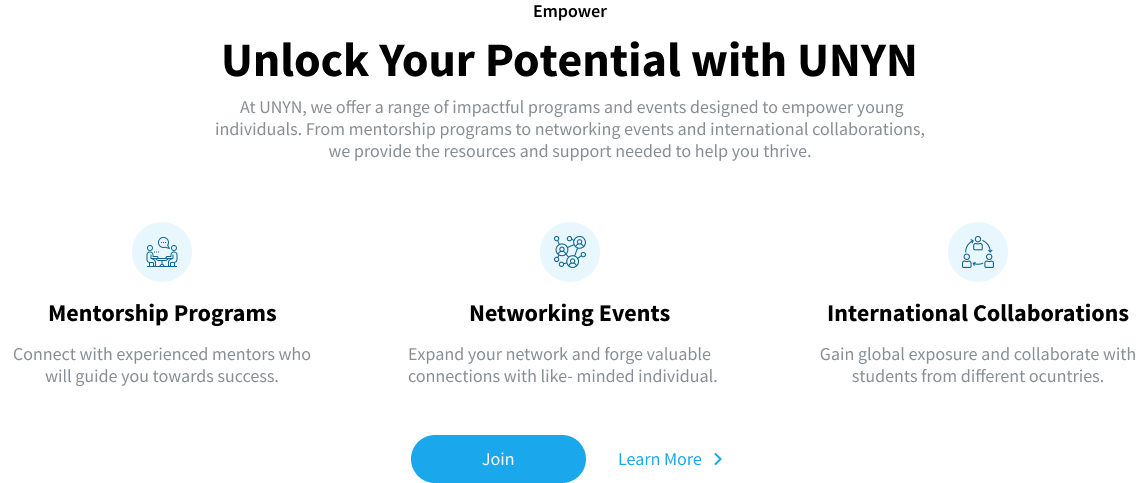 Empower
Unlock Your Potential with UNYN
At UNYN, we offer a range of impactful programs and events designed to empower young
individuals. From mentorship programs to networking events and international collaborations,
we provide the resources and support needed to help you thrive.
Mentorship Programs
Connect with experienced mentors who
will guide you towards success.
Networking Events
Expand your network and forge valuable
connections with like- minded individual.
International Collaborations
Gain global exposure and collaborate with
students from different ocuntries.
Join
Learn More